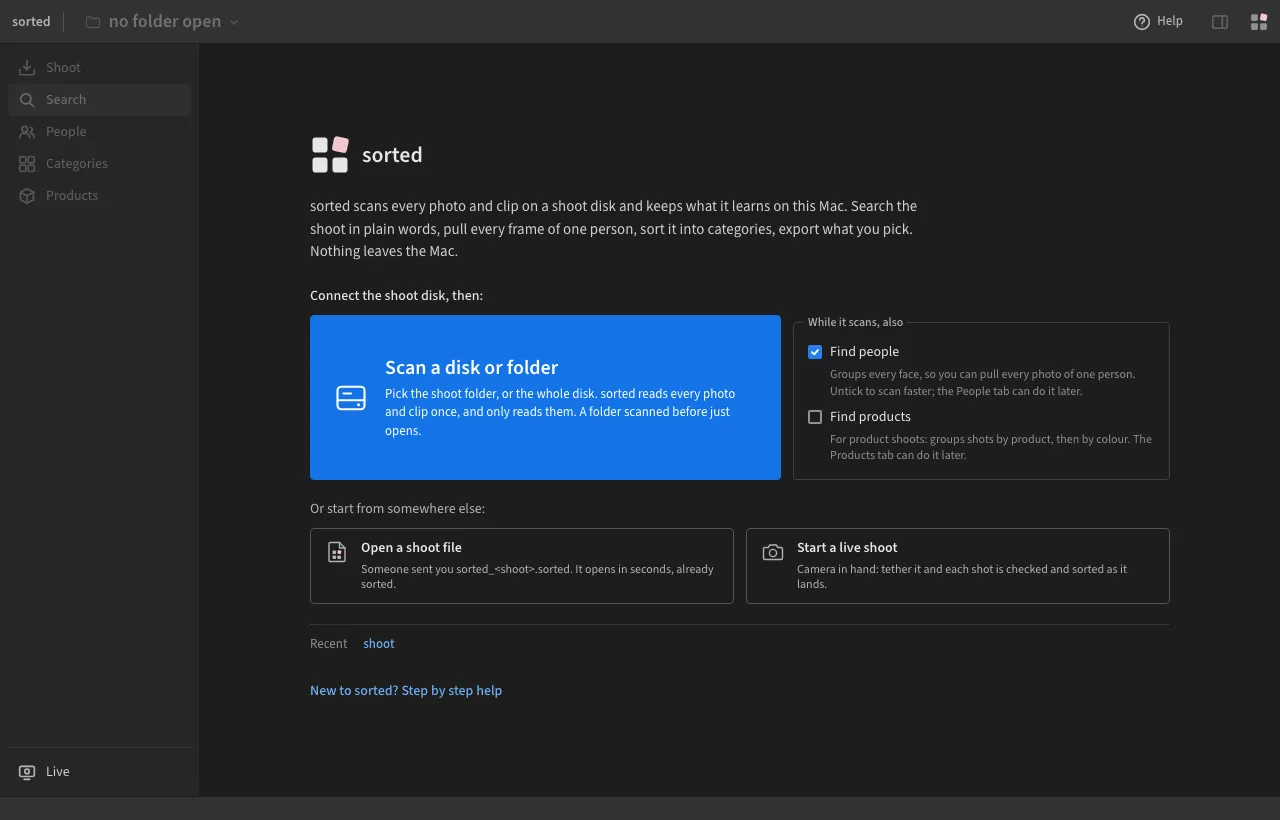 sorted
no folder open
Help
Shoot
Search
People
Categories
Products
sorted
sorted scans every photo and clip on a shoot disk and keeps what it learns on this Mac. Search the
shoot in plain words, pull every frame of one person, sort it into categories, export what you pick.
Nothing leaves the Mac.
Connect the shoot disk, then:
Scan a disk or folder
Pick the shoot folder, or the whole disk. sorted reads every photo
and clip once, and only reads them. A folder scanned before just
opens.
While it scans, also
Find people
Groups every face, so you can pull every photo of one person.
Untick to scan faster; the People tab can do it later.
Find products
For product shoots: groups shots by product, then by colour. The
Products tab can do it later.
Or start from somewhere else:
Open a shoot file
Someone sent you sorted_<shoot>.sorted. It opens in seconds, already
sorted.
Start a live shoot
Camera in hand: tether it and each shot is checked and sorted as it
lands.
Recent shoot
New to sorted? Step by step help
Live